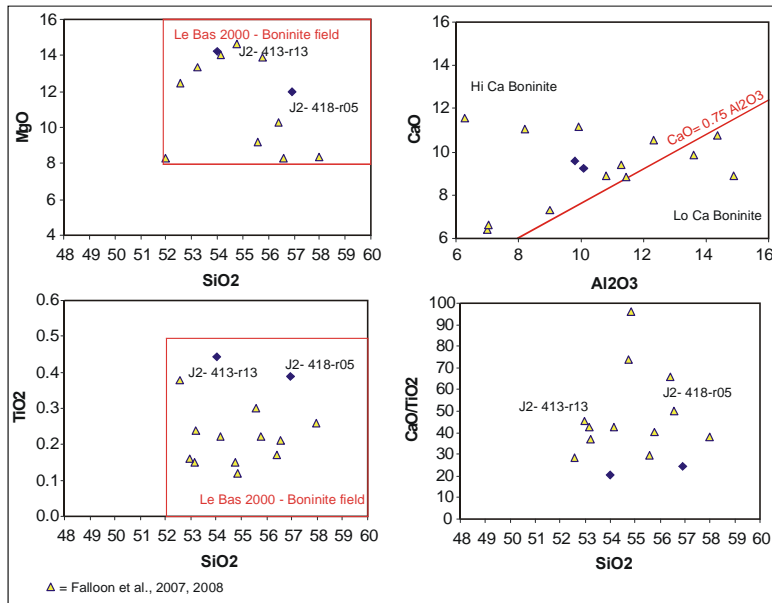 16
14
12
10
8
6
4
MgO
Le Bas 2000 - Boninite field
J2- 413-r13
J2- 418-r05
48 49 50 51 52 53 54 55 56 57 58 59 60
SiO2
16
14
12
10
8
6
CaO
Hi Ca Boninite
CaO= 0.75 Al2O3
Lo Ca Boninite
6 8 10 12 14 16
Al2O3
0.6
0.5
0.4
0.3
0.2
0.1
0.0
TiO2
J2- 413-r13
J2- 418-r05
Le Bas 2000 - Boninite field
48 49 50 51 52 53 54 55 56 57 58 59 60
SiO2
100
90
80
70
60
50
40
30
20
10
0
CaO/TiO2
J2- 413-r13
J2- 418-r05
48 49 50 51 52 53 54 55 56 57 58 59 60
SiO2
= Falloon et al., 2007, 2008